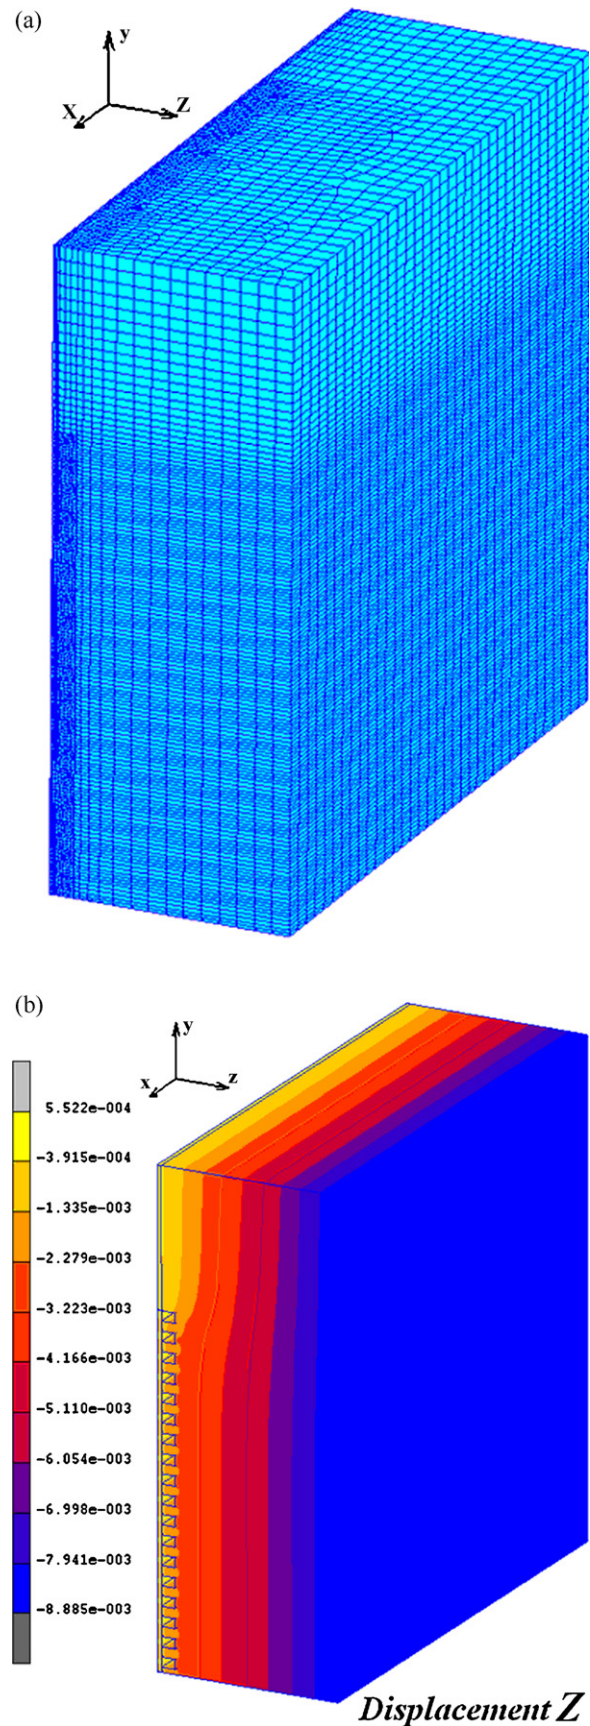 (a)
y
X
Z
(b)
y
x
z
5.522e-004
-3.915e-004
-1.335e-003
-2.279e-003
-3.223e-003
-4.166e-003
-5.110e-003
-6.054e-003
-6.998e-003
-7.941e-003
-8.885e-003
Displacement Z